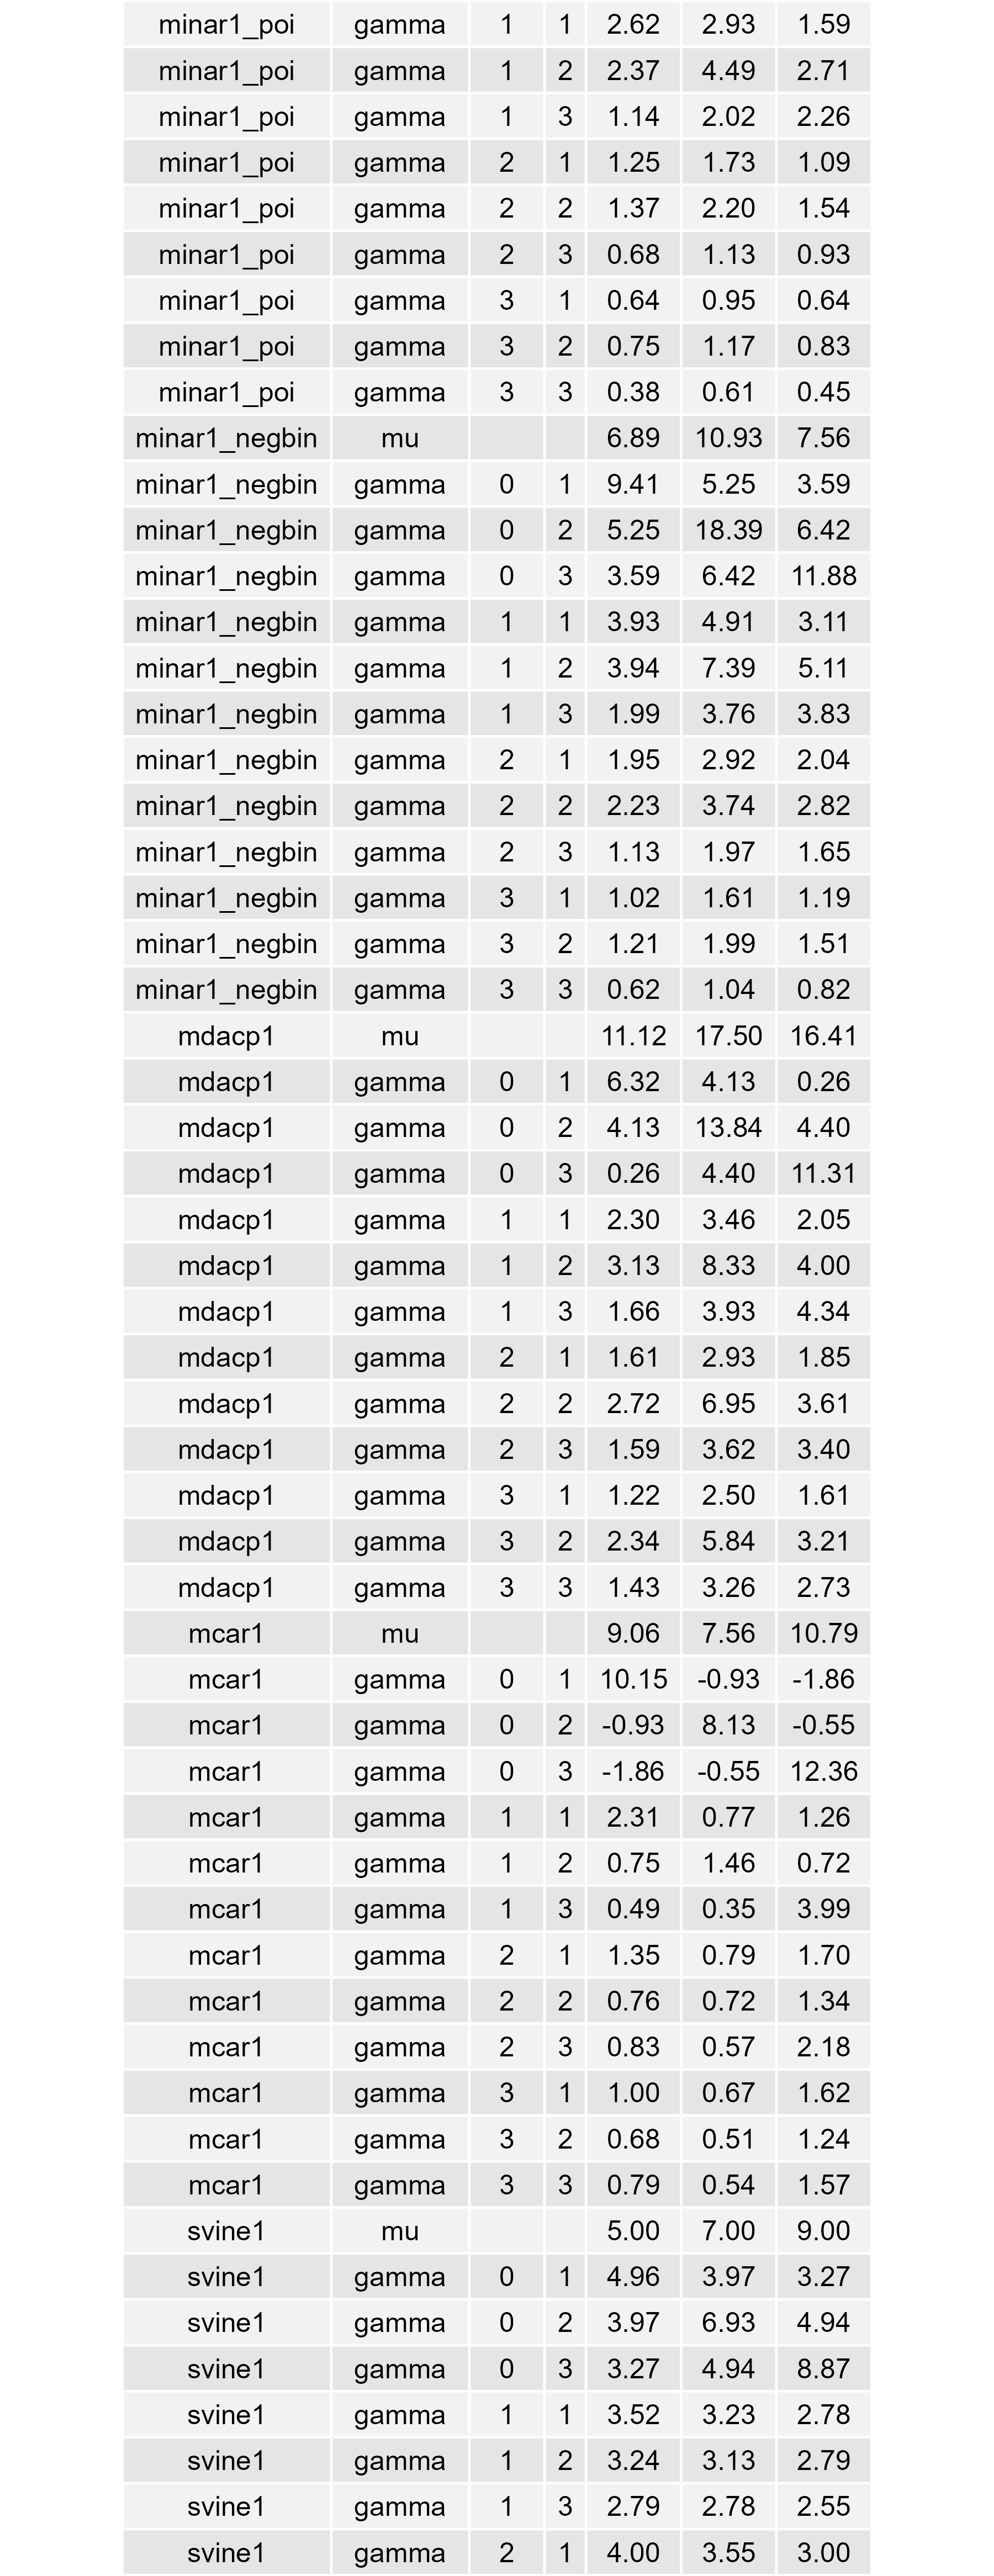 minar1_poi gamma 1 1 2.62 2.93 1.59
minar1_poi gamma 1 2 2.37 4.49 2.71
minar1_poi gamma 1 3 1.14 2.02 2.26
minar1_poi gamma 2 1 1.25 1.73 1.09
minar1_poi gamma 2 2 1.37 2.20 1.54
minar1_poi gamma 2 3 0.68 1.13 0.93
minar1_poi gamma 3 1 0.64 0.95 0.64
minar1_poi gamma 3 2 0.75 1.17 0.83
minar1_poi gamma 3 3 0.38 0.61 0.45
minar1_negbin mu 6.89 10.93 7.56
minar1_negbin gamma 0 1 9.41 5.25 3.59
minar1_negbin gamma 0 2 5.25 18.39 6.42
minar1_negbin gamma 0 3 3.59 6.42 11.88
minar1_negbin gamma 1 1 3.93 4.91 3.11
minar1_negbin gamma 1 2 3.94 7.39 5.11
minar1_negbin gamma 1 3 1.99 3.76 3.83
minar1_negbin gamma 2 1 1.95 2.92 2.04
minar1_negbin gamma 2 2 2.23 3.74 2.82
minar1_negbin gamma 2 3 1.13 1.97 1.65
minar1_negbin gamma 3 1 1.02 1.61 1.19
minar1_negbin gamma 3 2 1.21 1.99 1.51
minar1_negbin gamma 3 3 0.62 1.04 0.82
mdacp1 mu 11.12 17.50 16.41
mdacp1 gamma 0 1 6.32 4.13 0.26
mdacp1 gamma 0 2 4.13 13.84 4.40
mdacp1 gamma 0 3 0.26 4.40 11.31
mdacp1 gamma 1 1 2.30 3.46 2.05
mdacp1 gamma 1 2 3.13 8.33 4.00
mdacp1 gamma 1 3 1.66 3.93 4.34
mdacp1 gamma 2 1 1.61 2.93 1.85
mdacp1 gamma 2 2 2.72 6.95 3.61
mdacp1 gamma 2 3 1.59 3.62 3.40
mdacp1 gamma 3 1 1.22 2.50 1.61
mdacp1 gamma 3 2 2.34 5.84 3.21
mdacp1 gamma 3 3 1.43 3.26 2.73
mcar1 mu 9.06 7.56 10.79
mcar1 gamma 0 1 10.15 -0.93 -1.86
mcar1 gamma 0 2 -0.93 8.13 -0.55
mcar1 gamma 0 3 -1.86 -0.55 12.36
mcar1 gamma 1 1 2.31 0.77 1.26
mcar1 gamma 1 2 0.75 1.46 0.72
mcar1 gamma 1 3 0.49 0.35 3.99
mcar1 gamma 2 1 1.35 0.79 1.70
mcar1 gamma 2 2 0.76 0.72 1.34
mcar1 gamma 2 3 0.83 0.57 2.18
mcar1 gamma 3 1 1.00 0.67 1.62
mcar1 gamma 3 2 0.68 0.51 1.24
mcar1 gamma 3 3 0.79 0.54 1.57
svine1 mu 5.00 7.00 9.00
svine1 gamma 0 1 4.96 3.97 3.27
svine1 gamma 0 2 3.97 6.93 4.94
svine1 gamma 0 3 3.27 4.94 8.87
svine1 gamma 1 1 3.52 3.23 2.78
svine1 gamma 1 2 3.24 3.13 2.79
svine1 gamma 1 3 2.79 2.78 2.55
svine1 gamma 2 1 4.00 3.55 3.00